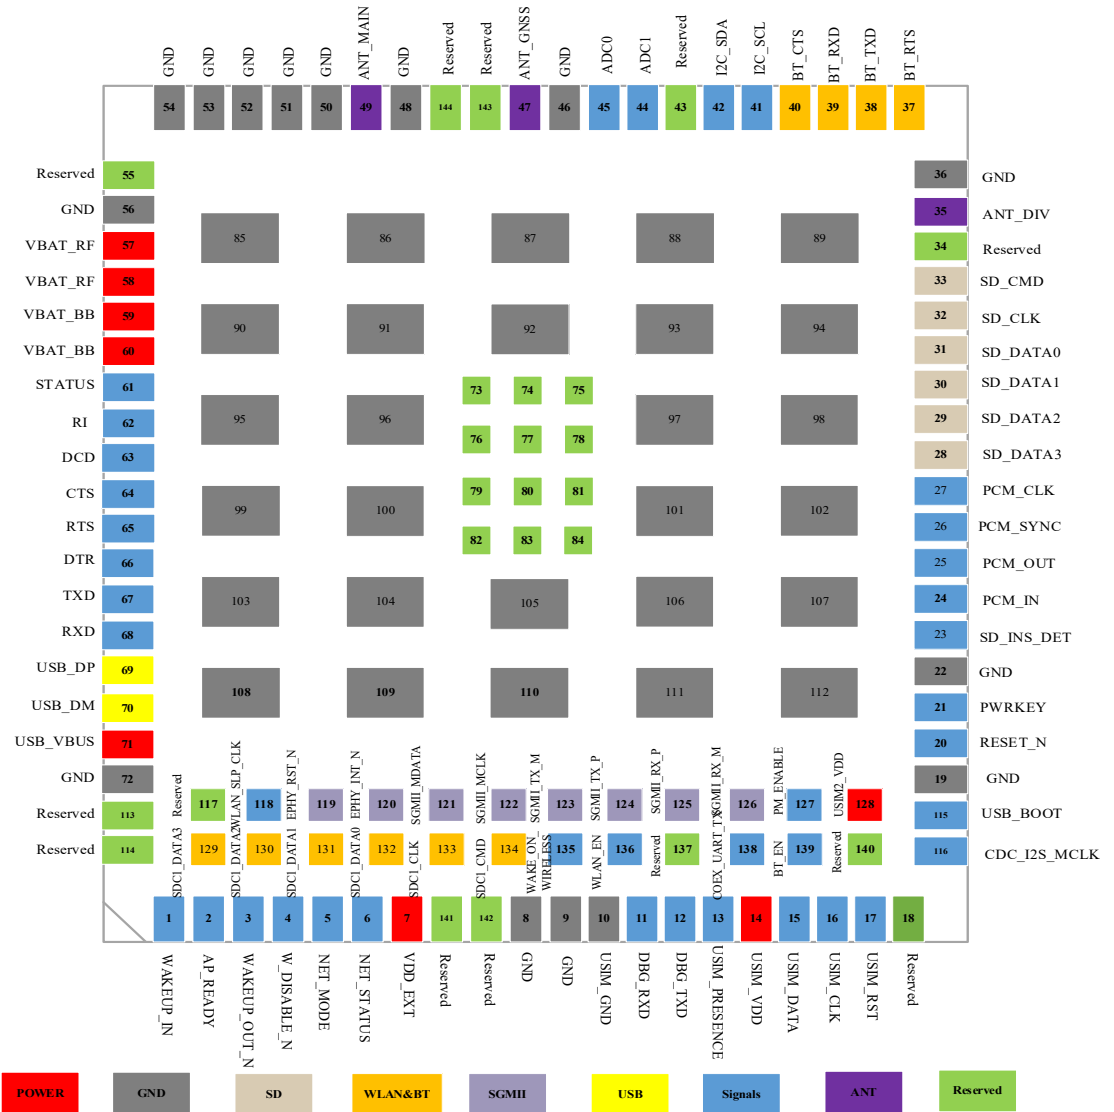 GND
GND
GND
GND
GND
ANT_MAIN
GND
Reserved
Reserved
ANT_GNSS
GND
ADC0
ADC1
Reserved
I2C_SDA
I2C_SCL
BT_CTS
BT_RXD
BT_TXD
BT_RTS
54 53 52 51 50 49 48 144 143 47 46 45 44 43 42 41 40 39 38 37
Reserved 55
GND 56
VBAT_RF 57
VBAT_RF 58
VBAT_BB 59
VBAT_BB 60
STATUS 61
RI 62
DCD 63
CTS 64
RTS 65
DTR 66
TXD 67
RXD 68
USB_DP 69
USB_DM 70
USB_VBUS 71
GND 72
Reserved 113
Reserved 114
85 86 87 88 89
90 91 92 93 94
95 96 97 98
73 74 75
76 77 78
79 80 81
82 83 84
99 100 101 102
103 104 105 106 107
108 109 110 111 112
36 GND
35 ANT_DIV
34 Reserved
33 SD_CMD
32 SD_CLK
31 SD_DATA0
30 SD_DATA1
29 SD_DATA2
28 SD_DATA3
27 PCM_CLK
26 PCM_SYNC
25 PCM_OUT
24 PCM_IN
23 SD_INS_DET
22 GND
21 PWRKEY
20 RESET_N
19 GND
115 USB_BOOT
116 CDC_I2S_MCLK
Reserved
WLAN_SLP_CLK
EPHY_RST_N
EPHY_INT_N
SGMII_MDATA
SGMII_MCLK
SGMII_TX_M
SGMII_TX_P
SGMII_RX_P
SGMII_RX_M
PM_ENABLE
USIM2_VDD
117 118 119 120 121 122 123 124 125 126 127 128
SDC1_DATA3
SDC1_DATA2
SDC1_DATA1
SDC1_DATA0
SDC1_CLK
SDC1_CMD
WAKE_ON_
WIRELESS
WLAN_EN
Reserved
COEX_UART_TX
BT_EN
Reserved
129 130 131 132 133 134 135 136 137 138 139 140
1 2 3 4 5 6 7 141 142 8 9 10 11 12 13 14 15 16 17 18
WAKEUP_IN
AP_READY
WAKEUP_OUT_N
W_DISABLE_N
NET_MODE
NET_STATUS
VDD_EXT
Reserved
Reserved
GND
GND
USIM_GND
DBG_RXD
DBG_TXD
USIM_PRESENCE
USIM_VDD
USIM_DATA
USIM_CLK
USIM_RST
Reserved
POWER GND SD WLAN&BT SGMII USB Signals ANT Reserved